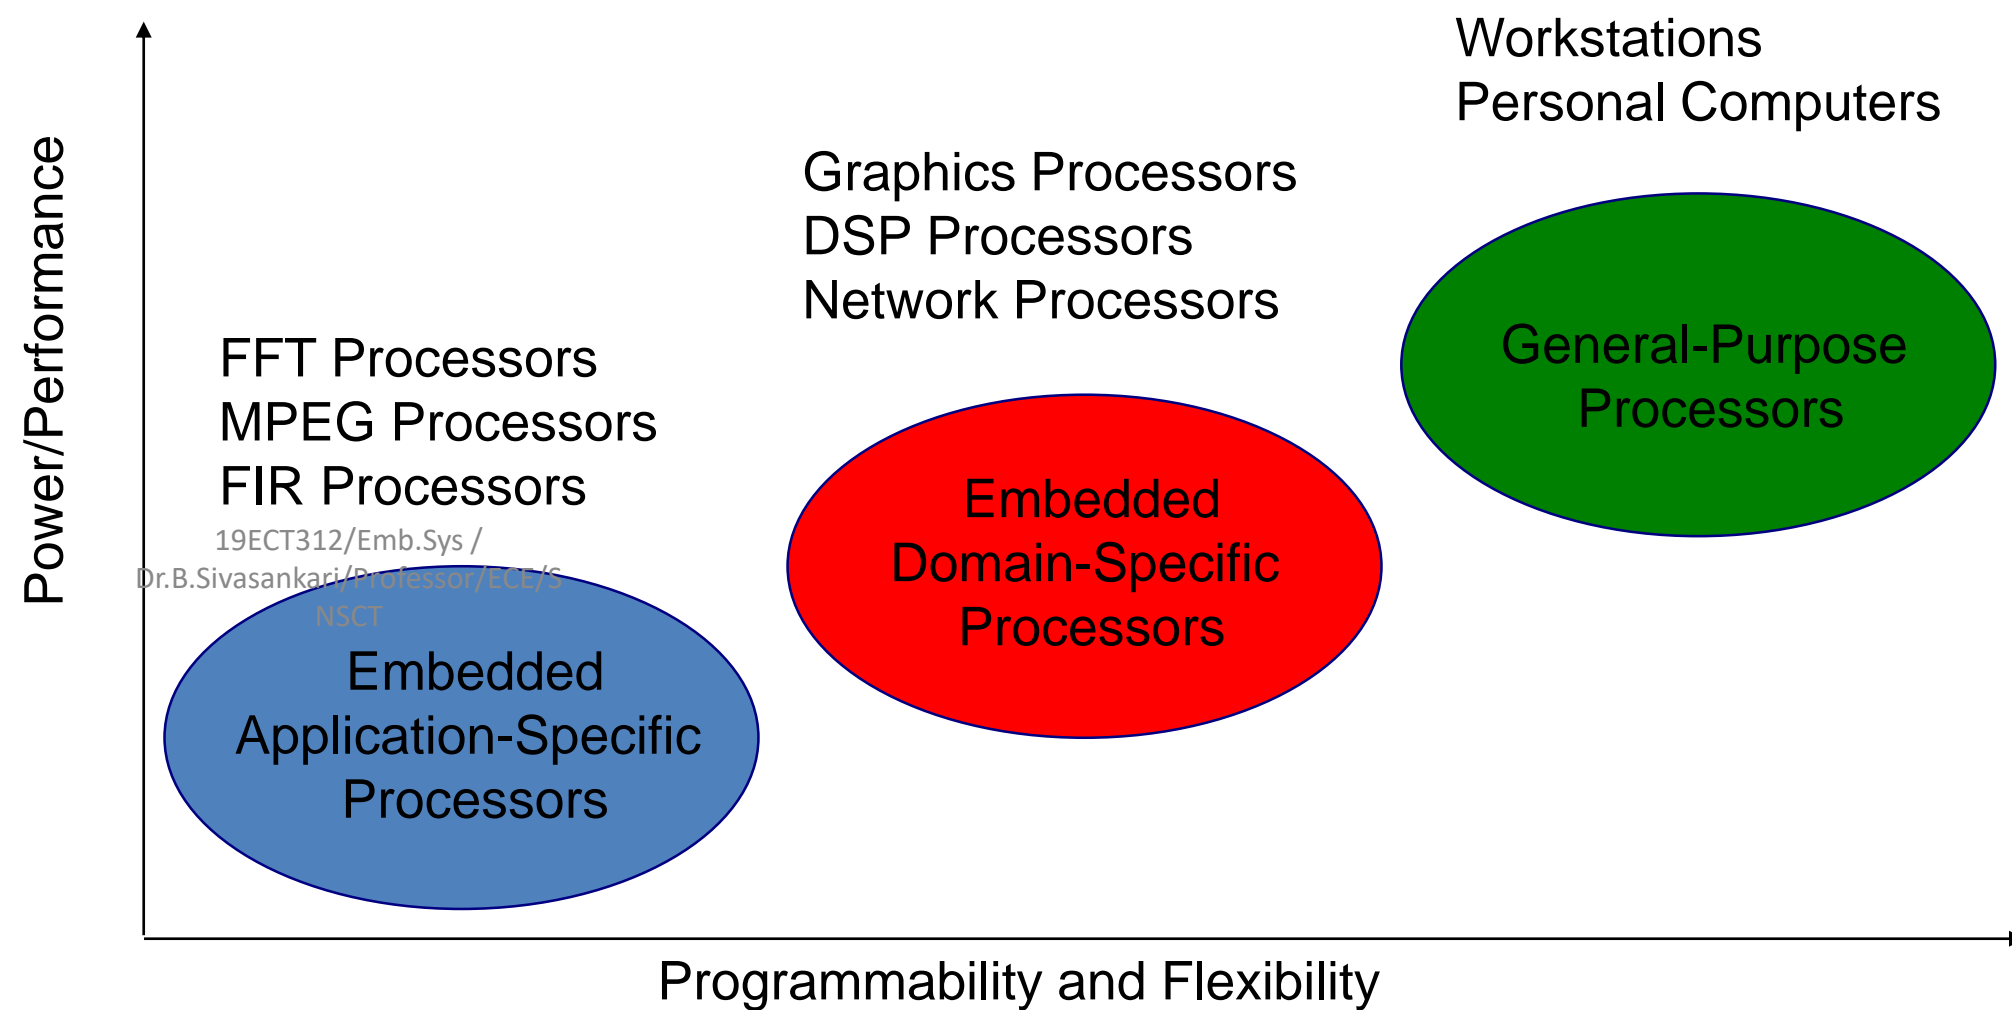 Workstations
Personal Computers
Graphics Processors
DSP Processors
Network Processors
FFT Processors
MPEG Processors
FIR Processors
19ECT312/Emb.Sys /
Dr.B.Sivasankari/Professor/ECE/S
NSCT
General-Purpose
Processors
Embedded
Domain-Specific
Processors
Embedded
Application-Specific
Processors
Power/Performance
Programmability and Flexibility